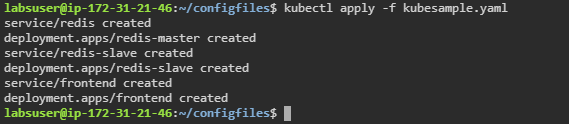 labsuser@ip-172-31-21-46:~/configfiles$ kubectl apply -f kubesample.yaml
service/redis created
deployment.apps/redis-master created
service/redis-slave created
deployment.apps/redis-slave created
service/frontend created
deployment.apps/frontend created
labsuser@ip-172-31-21-46:~/configfiles$